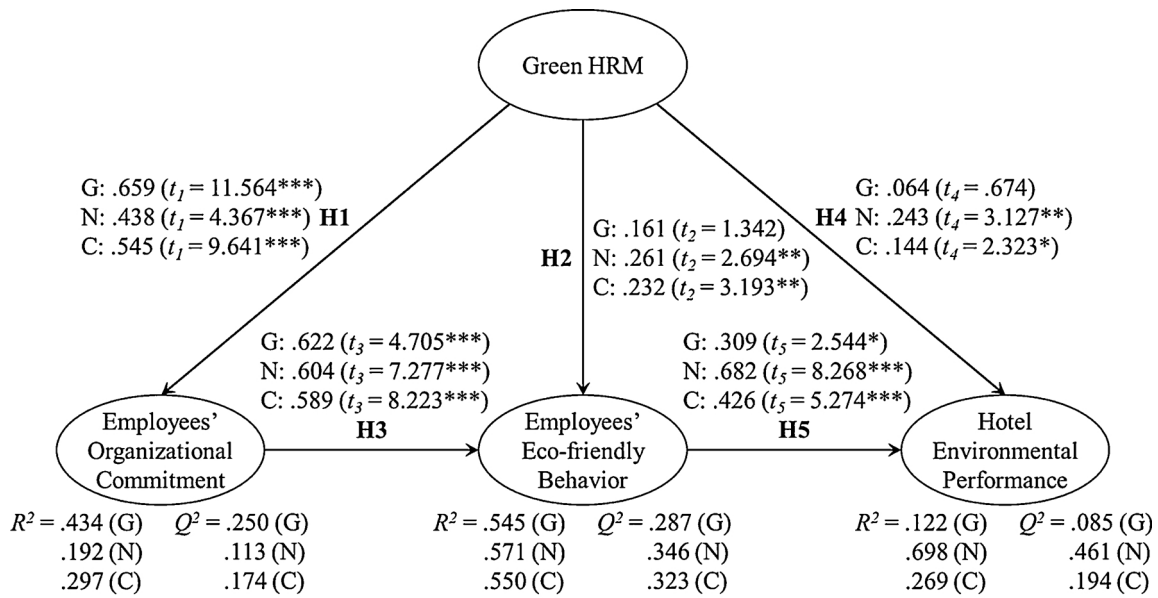 Green HRM
G: .659 (t1 = 11.564***)
N: .438 (t1 = 4.367***) H1
C: .545 (t1 = 9.641***)
H2
G: .161 (t2 = 1.342)
N: .261 (t2 = 2.694**)
C: .232 (t2 = 3.193**)
G: .064 (t4 = .674)
H4 N: .243 (t4 = 3.127**)
C: .144 (t4 = 2.323*)
G: .622 (t3 = 4.705***)
N: .604 (t3 = 7.277***)
C: .589 (t3 = 8.223***)
H3
G: .309 (t5 = 2.544*)
N: .682 (t5 = 8.268***)
C: .426 (t5 = 5.274***)
H5
Employees’
Organizational
Commitment
Employees’
Eco-friendly
Behavior
Hotel
Environmental
Performance
R² = .434 (G) Q² = .250 (G)
.192 (N) .113 (N)
.297 (C) .174 (C)
R² = .545 (G) Q² = .287 (G)
.571 (N) .346 (N)
.550 (C) .323 (C)
R² = .122 (G) Q² = .085 (G)
.698 (N) .461 (N)
.269 (C) .194 (C)